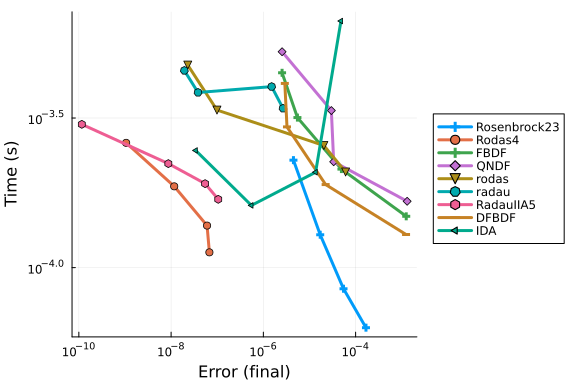 Time (s)
10⁻³·⁵
10⁻⁴·⁰
10⁻¹⁰
10⁻⁸
10⁻⁶
10⁻⁴
Error (final)
Rosenbrock23
Rodas4
FBDF
QNDF
rodas
radau
RadauIIA5
DFBDF
IDA